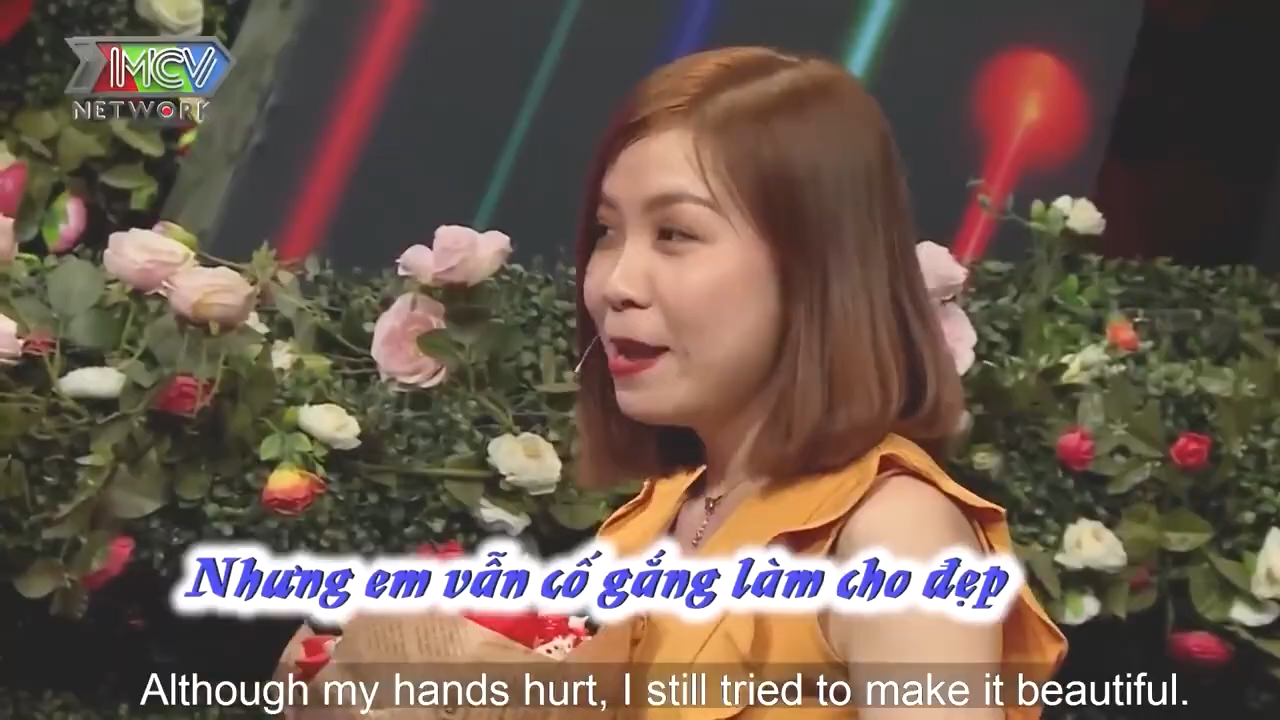 MCV
NETWORK
Nhưng em vẫn cố gắng làm cho đẹp
Although my hands hurt, I still tried to make it beautiful.